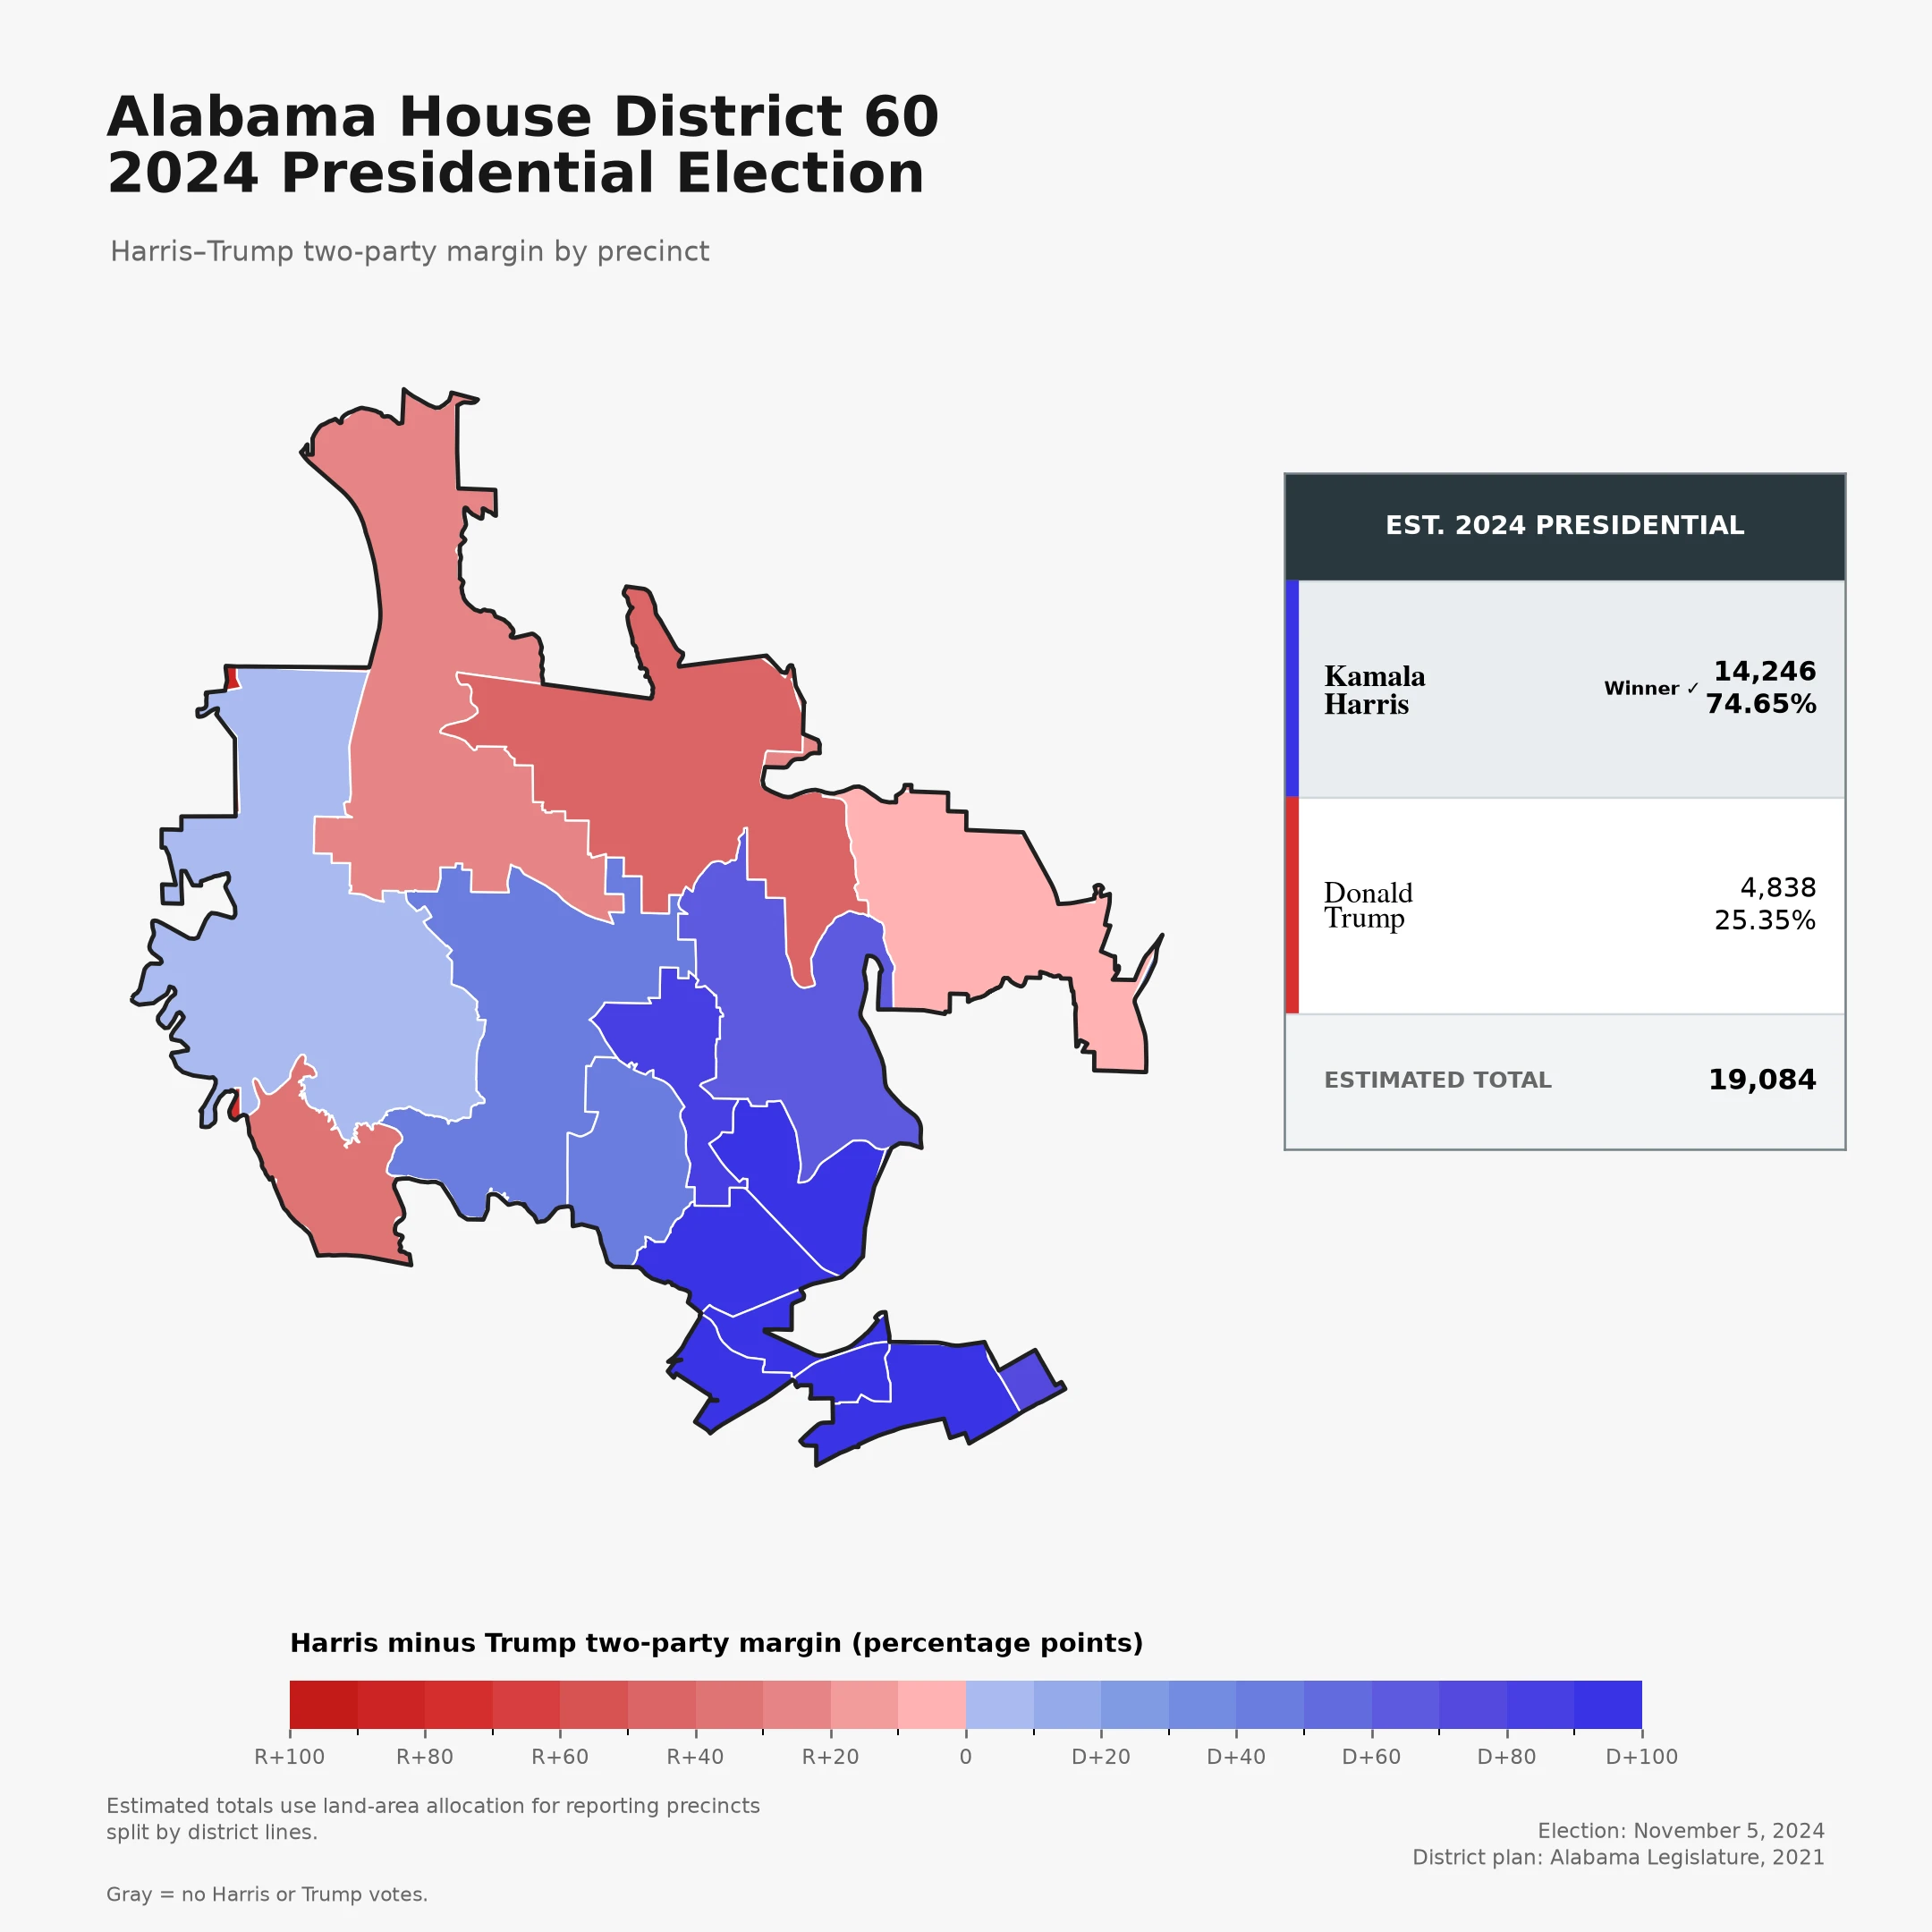 Alabama House District 60
2024 Presidential Election
Harris–Trump two-party margin by precinct
EST. 2024 PRESIDENTIAL
Kamala
Harris
Winner ✓
14,246
74.65%
Donald
Trump
4,838
25.35%
ESTIMATED TOTAL
19,084
Harris minus Trump two-party margin (percentage points)
R+100 R+80 R+60 R+40 R+20 0 D+20 D+40 D+60 D+80 D+100
Estimated totals use land-area allocation for reporting precincts
split by district lines.
Gray = no Harris or Trump votes.
Election: November 5, 2024
District plan: Alabama Legislature, 2021